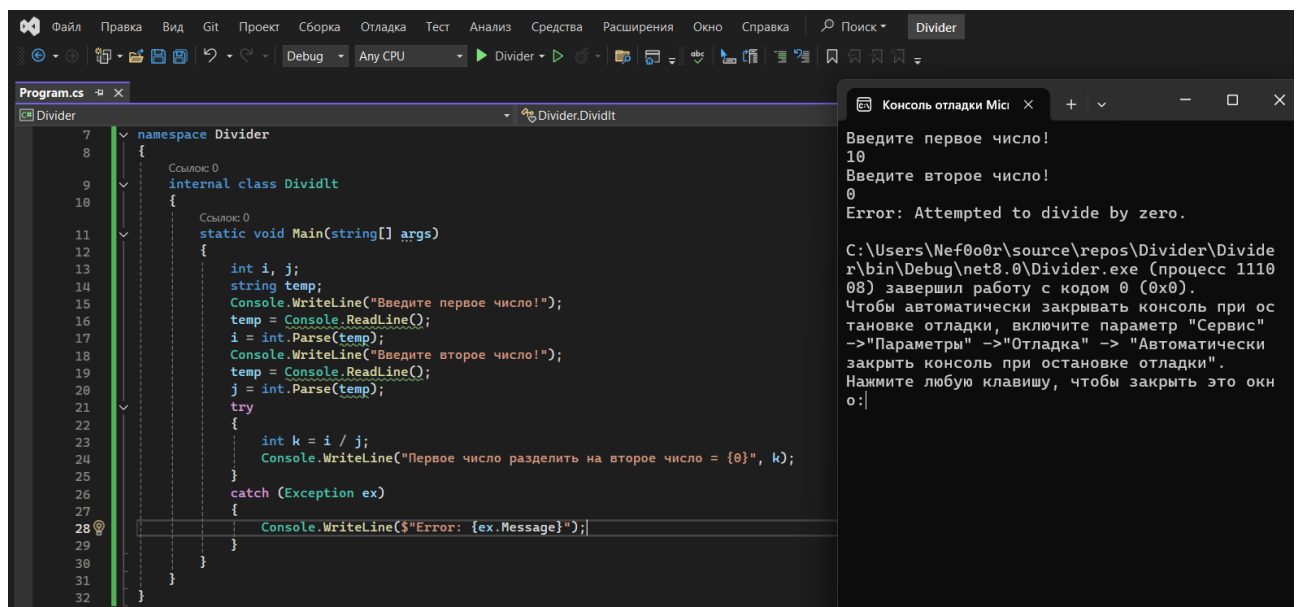 Файл Правка Вид Git Проект Сборка Отладка Тест Анализ Средства Расширения Окно Справка Поиск Divider
Debug Any CPU Divider
Program.cs
C# Divider Divider.Dividlt
7 namespace Divider
8 {
Ссылок: 0
9 internal class Dividlt
10 {
Ссылок: 0
11 static void Main(string[] args)
12 {
13 int i, j;
14 string temp;
15 Console.WriteLine("Введите первое число!");
16 temp = Console.ReadLine();
17 i = int.Parse(temp);
18 Console.WriteLine("Введите второе число!");
19 temp = Console.ReadLine();
20 j = int.Parse(temp);
21 try
22 {
23 int k = i / j;
24 Console.WriteLine("Первое число разделить на второе число = {0}", k);
25 }
26 catch (Exception ex)
27 {
28 Console.WriteLine($"Error: {ex.Message}");
29 }
30 }
31 }
32 }
Консоль отладки Mic
Введите первое число!
10
Введите второе число!
0
Error: Attempted to divide by zero.
C:\Users\Nef0o0r\source\repos\Divider\Divide
r\bin\Debug\net8.0\Divider.exe (процесс 1110
08) завершил работу с кодом 0 (0x0).
Чтобы автоматически закрывать консоль при ос
тановке отладки, включите параметр "Сервис"
->"Параметры" ->"Отладка" -> "Автоматически
закрыть консоль при остановке отладки".
Нажмите любую клавишу, чтобы закрыть это окн
о: